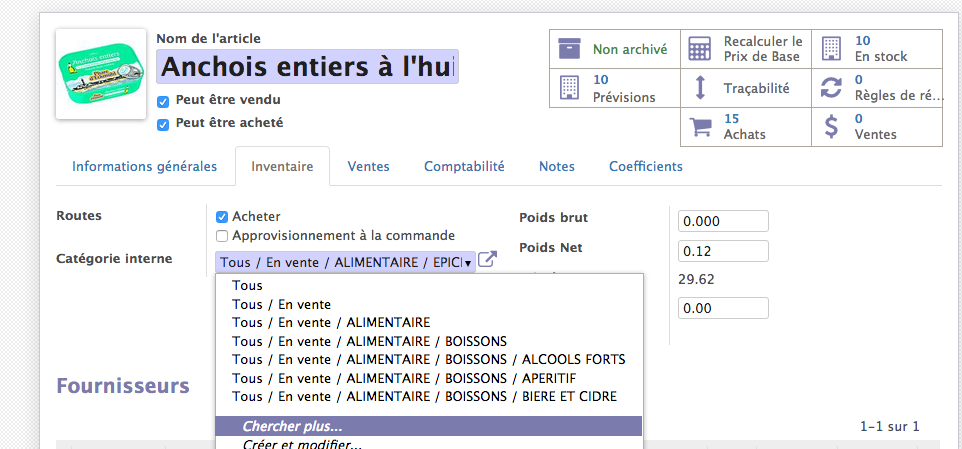 Nom de l'article
Anchois entiers à l'hui
Peut être vendu
Peut être acheté
Anchois entiers
Non archivé
Recalculer le
Prix de Base
10
En stock
10
Prévisions
Traçabilité
0
Règles de ré...
15
Achats
0
Ventes
Informations générales
Inventaire
Ventes
Comptabilité
Notes
Coefficients
Routes
Acheter
Approvisionnement à la commande
Catégorie interne
Tous / En vente / ALIMENTAIRE / EPIC
Poids brut
0.000
Poids Net
0.12
29.62
0.00
Tous
Tous / En vente
Tous / En vente / ALIMENTAIRE
Tous / En vente / ALIMENTAIRE / BOISSONS
Tous / En vente / ALIMENTAIRE / BOISSONS / ALCOOLS FORTS
Tous / En vente / ALIMENTAIRE / BOISSONS / APERITIF
Tous / En vente / ALIMENTAIRE / BOISSONS / BIERE ET CIDRE
Chercher plus...
Créer et modifier...
Fournisseurs
1-1 sur 1